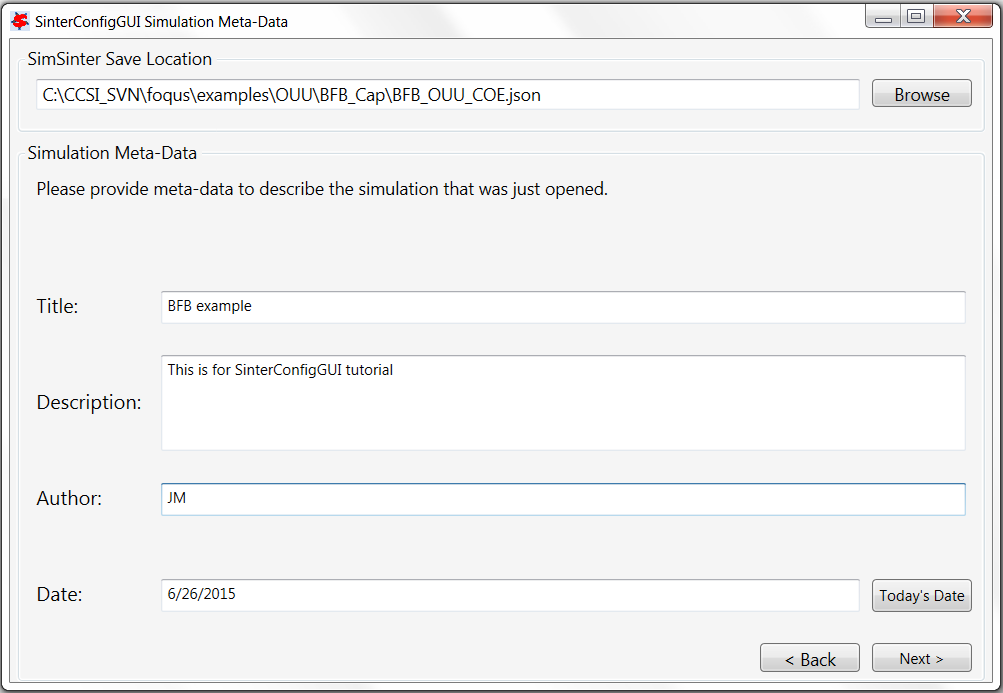 SinterConfigGUI Simulation Meta-Data
SimSinter Save Location
C:\CCSI_SVN\foqus\examples\OUU\BFB_Cap\BFB_OUU_COE.json
Browse
Simulation Meta-Data
Please provide meta-data to describe the simulation that was just opened.
Title:
BFB example
This is for SinterConfigGUI tutorial
Description:
Author:
JM
Date:
6/26/2015
Today's Date
< Back
Next >